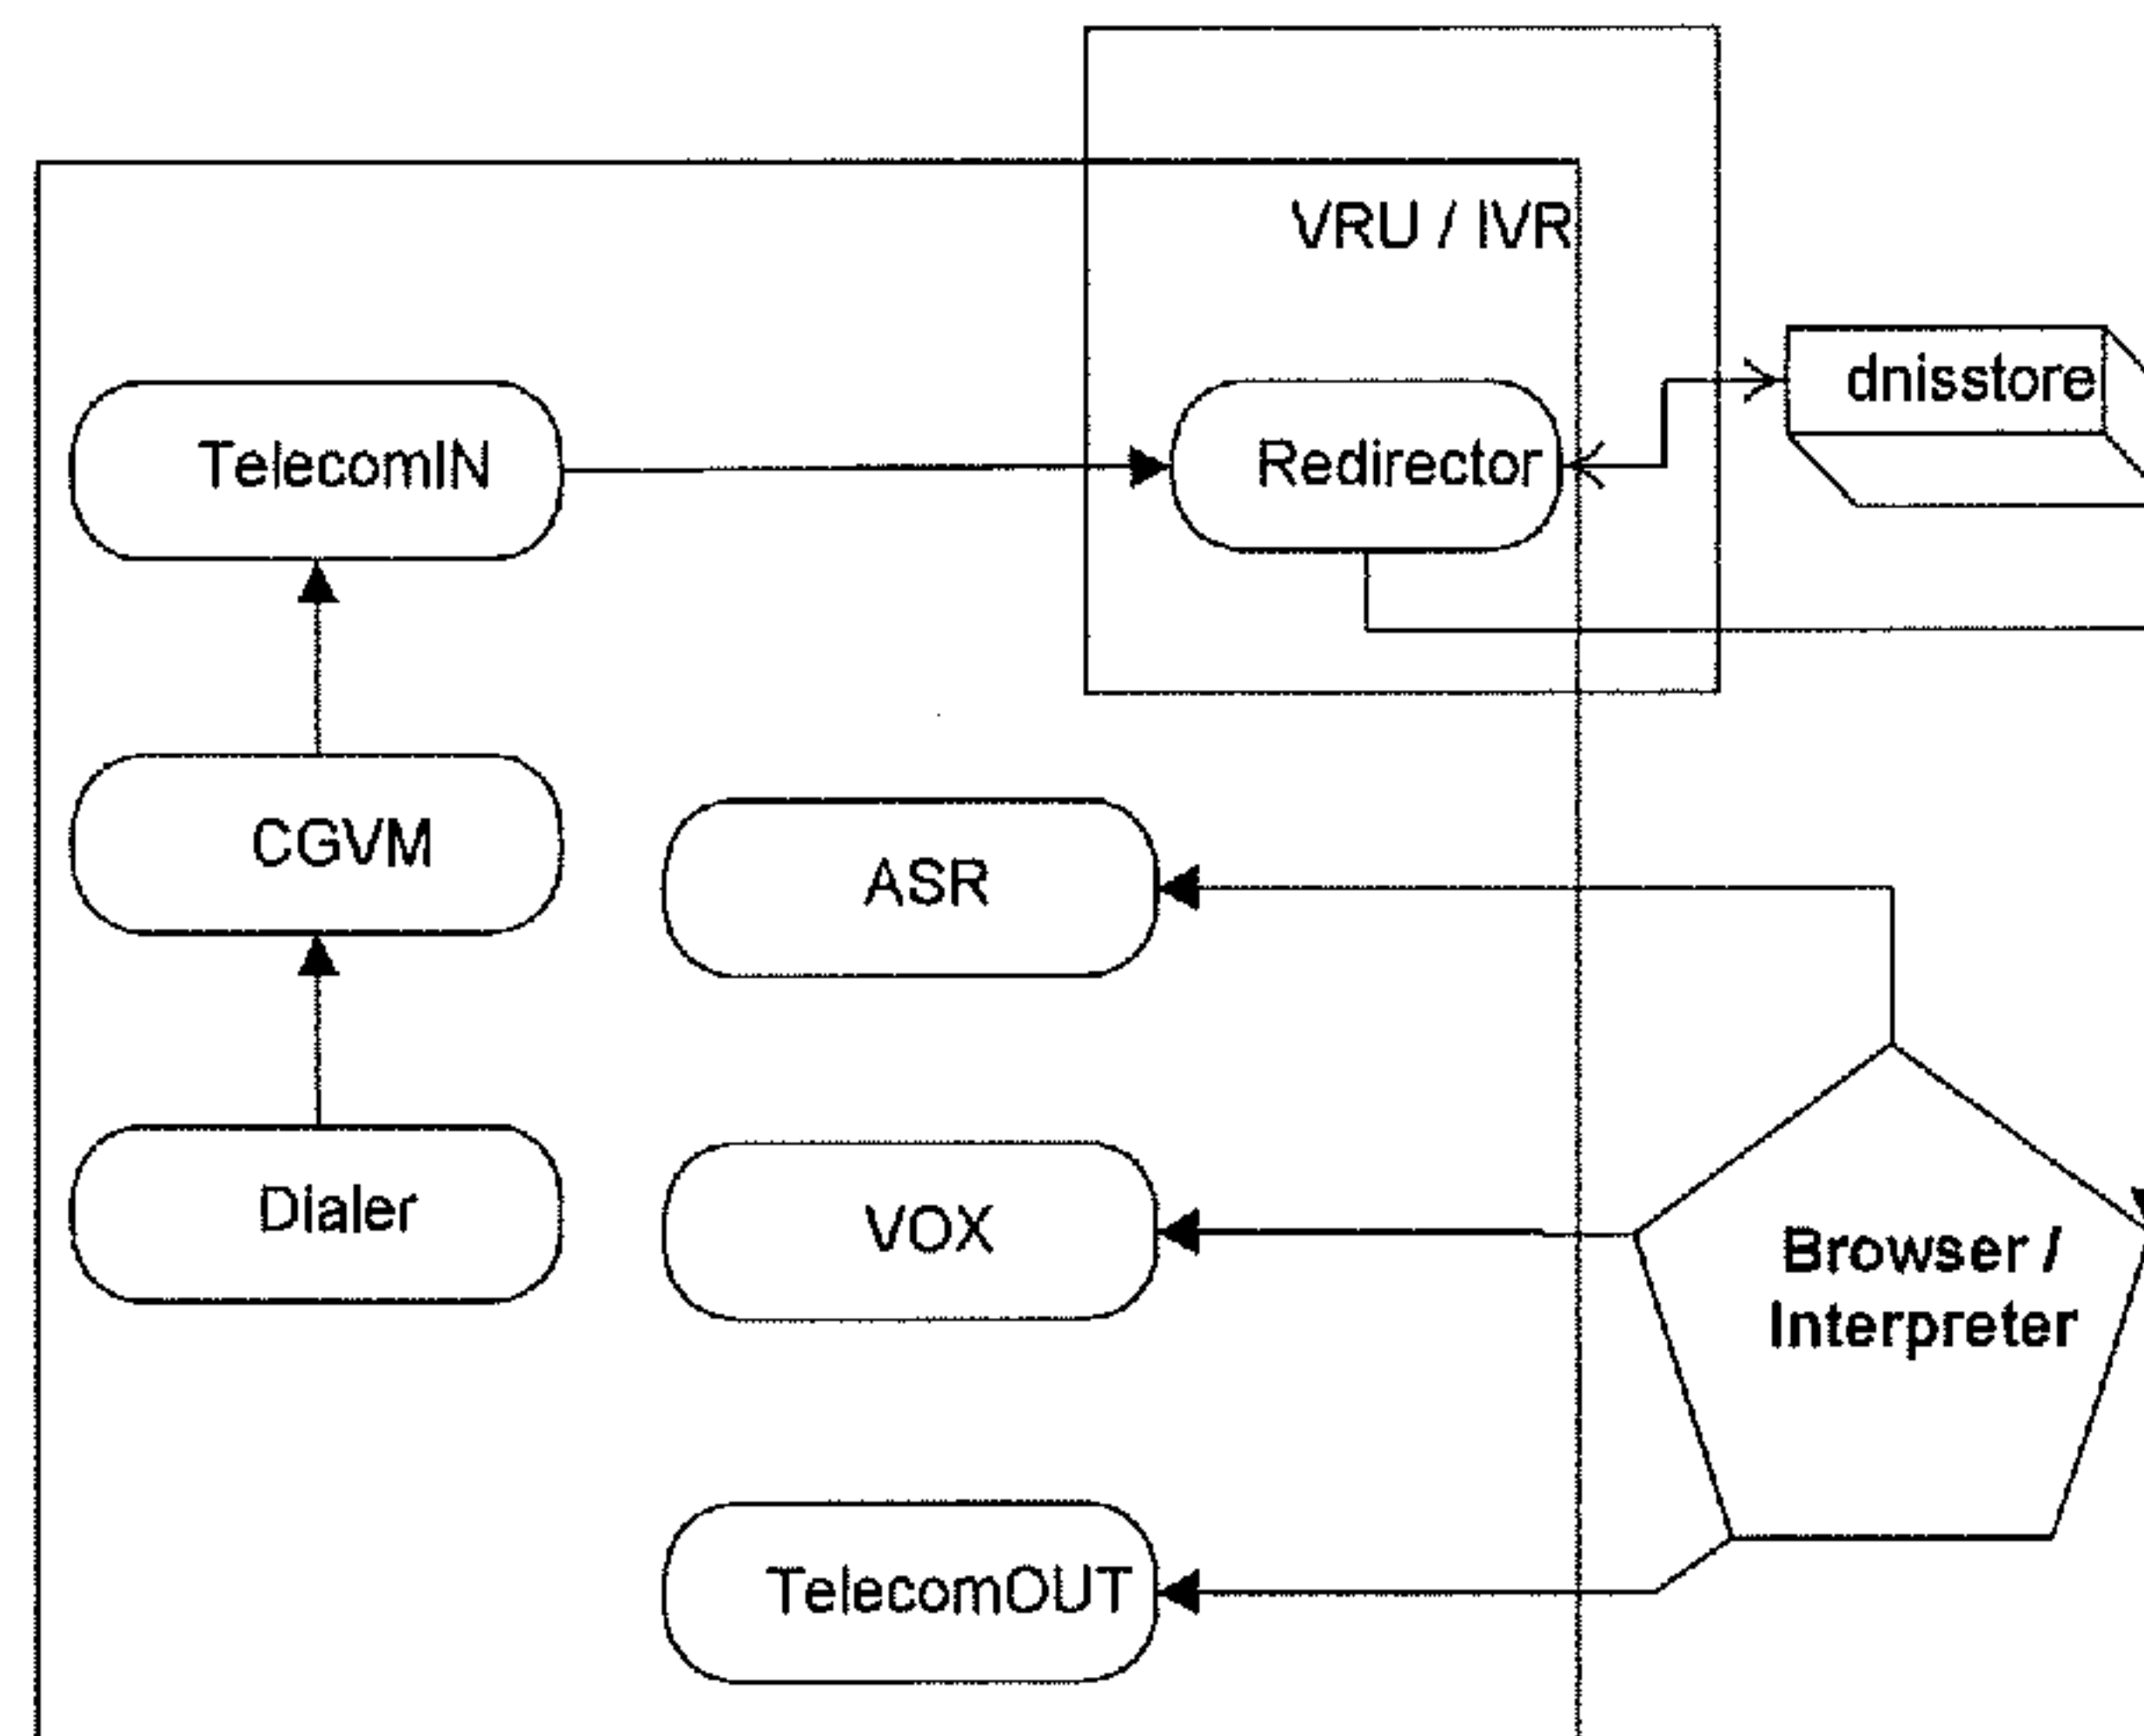 VRU / IVR
dnisstore
TelecomIN
Redirector
CGVM
ASR
Dialer
VOX
Browser /
Interpreter
TelecomOUT